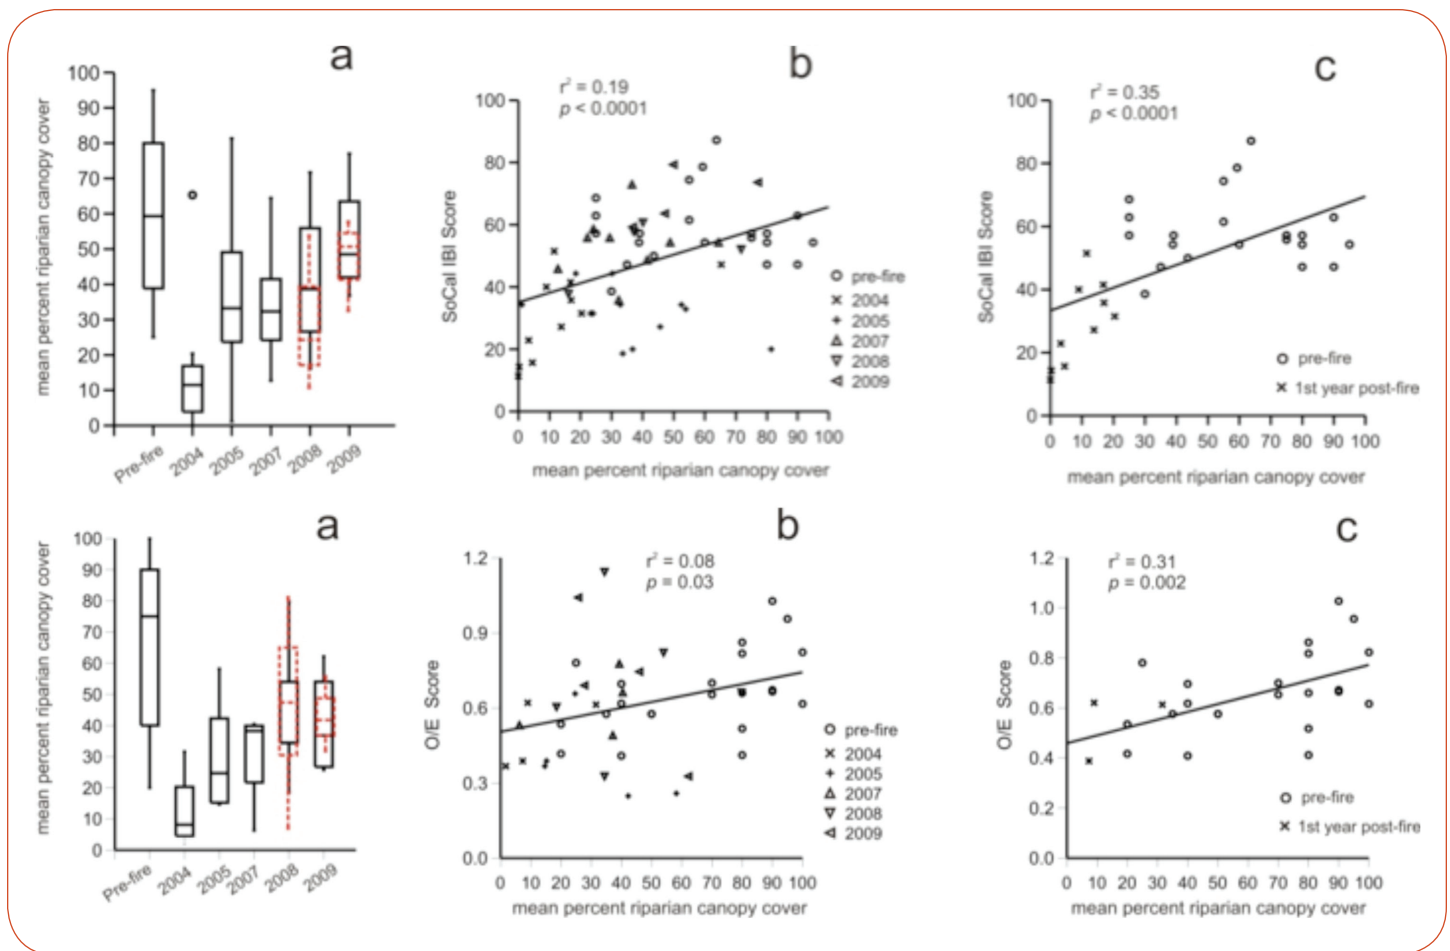 a
mean percent riparian canopy cover
100
90
80
70
60
50
40
30
20
10
0
Pre-fire
2004
2005
2007
2008
2009
b
r² = 0.19
p < 0.0001
SoCal IBI Score
100
80
60
40
20
0
0 10 20 30 40 50 60 70 80 90 100
mean percent riparian canopy cover
pre-fire
2004
2005
2007
2008
2009
c
r² = 0.35
p < 0.0001
SoCal IBI Score
100
80
60
40
20
0
0 10 20 30 40 50 60 70 80 90 100
mean percent riparian canopy cover
pre-fire
1st year post-fire
a
mean percent riparian canopy cover
100
90
80
70
60
50
40
30
20
10
0
Pre-fire
2004
2005
2007
2008
2009
b
r² = 0.08
p = 0.03
O/E Score
1.2
0.9
0.6
0.3
0.0
0 10 20 30 40 50 60 70 80 90 100
mean percent riparian canopy cover
pre-fire
2004
2005
2007
2008
2009
c
r² = 0.31
p = 0.002
O/E Score
1.2
1.0
0.8
0.6
0.4
0.2
0.0
0 10 20 30 40 50 60 70 80 90 100
mean percent riparian canopy cover
pre-fire
1st year post-fire